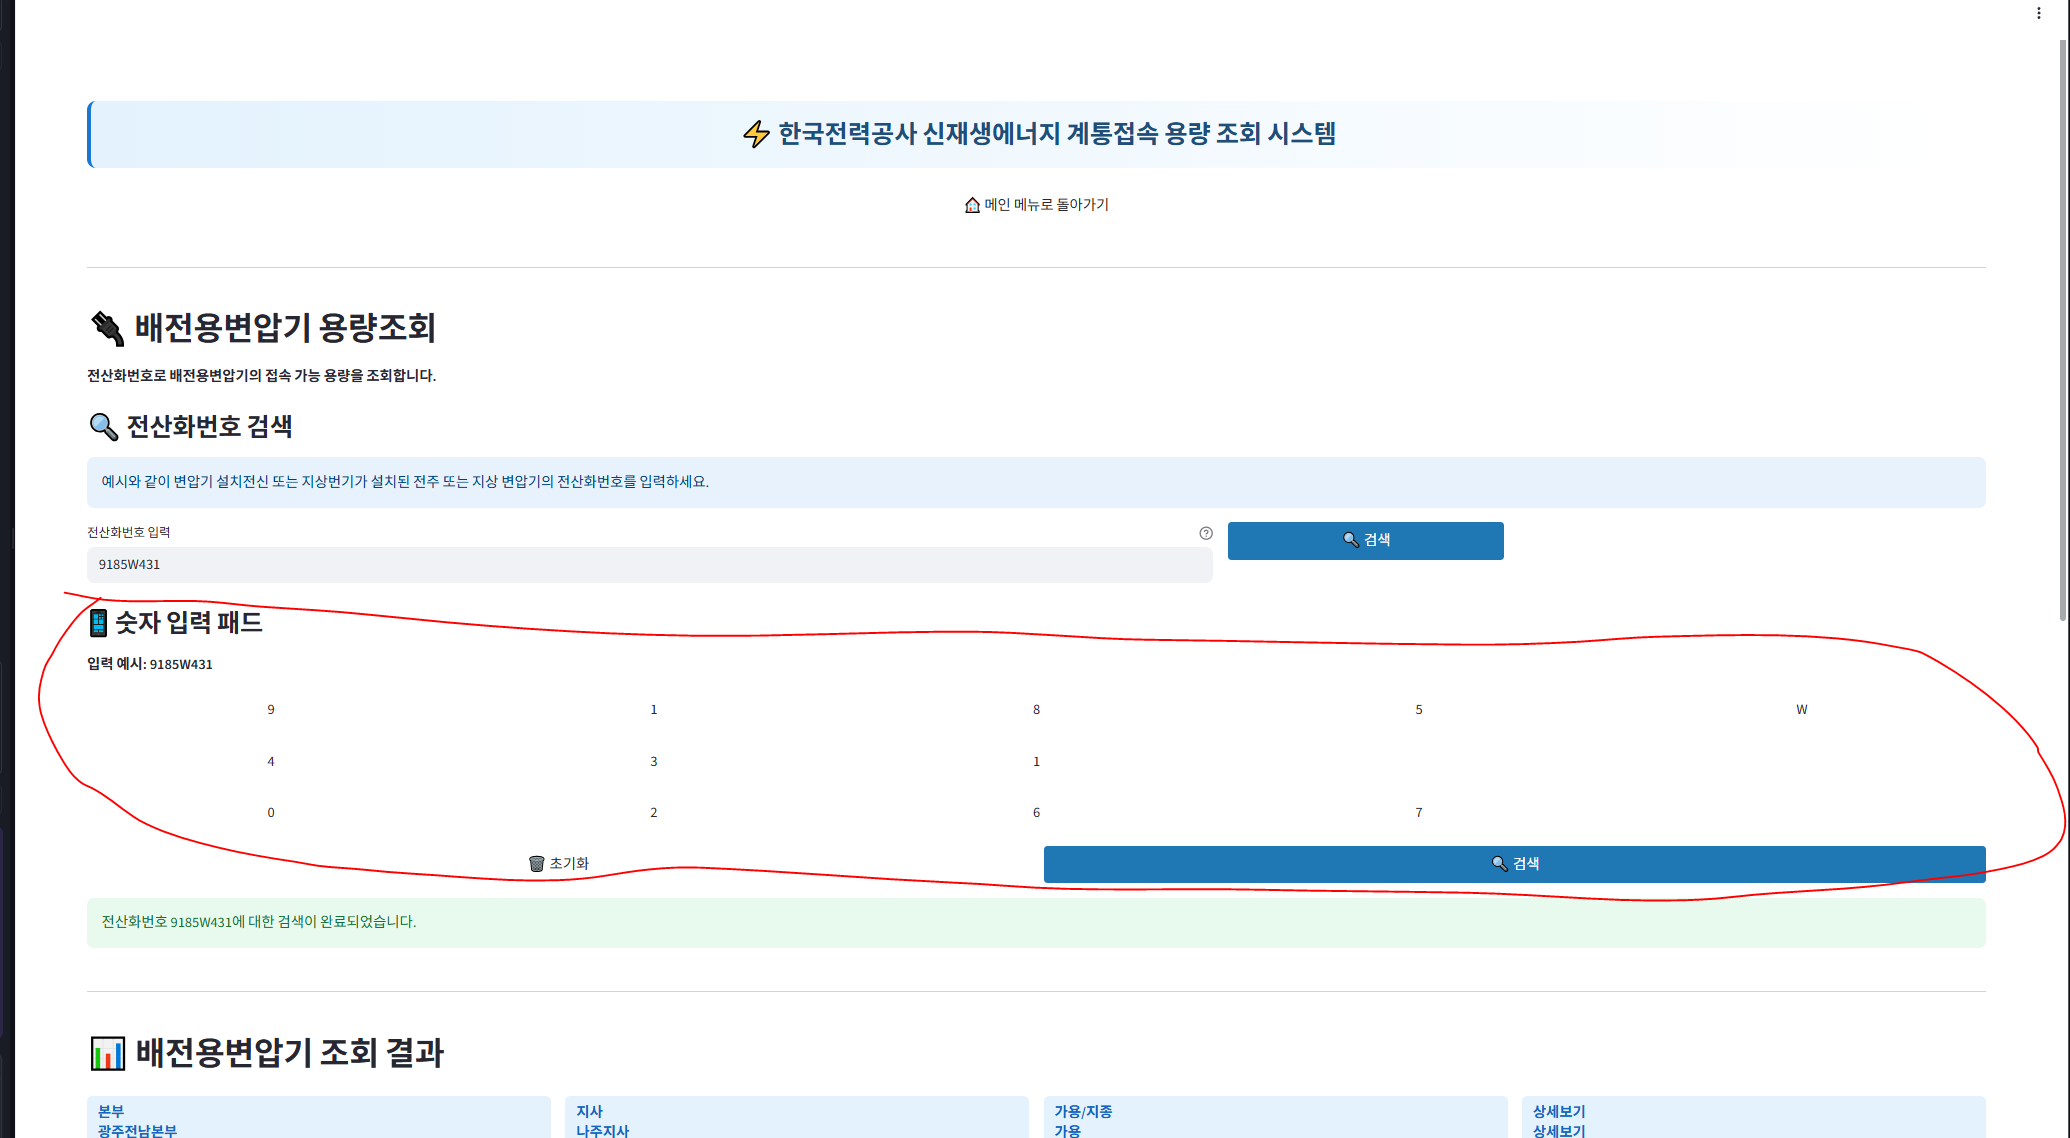 한국전력공사 신재생에너지 계통접속 용량 조회 시스템
메인 메뉴로 돌아가기
배전용변압기 용량조회
전산화번호로 배전용변압기의 접속 가능 용량을 조회합니다.
전산화번호 검색
예시와 같이 변압기 설치전신 또는 지상변기가 설치된 전주 또는 지상 변압기의 전산화번호를 입력하세요.
전산화번호 입력
9185W431
검색
숫자 입력 패드
입력 예시: 9185W431
9 1 8 5 W
4 3 1
0 2 6 7
초기화 검색
전산화번호 9185W431에 대한 검색이 완료되었습니다.
배전용변압기 조회 결과
본부 지사 가용/지종 상세보기
광주전남본부 나주지사 가용 상세보기